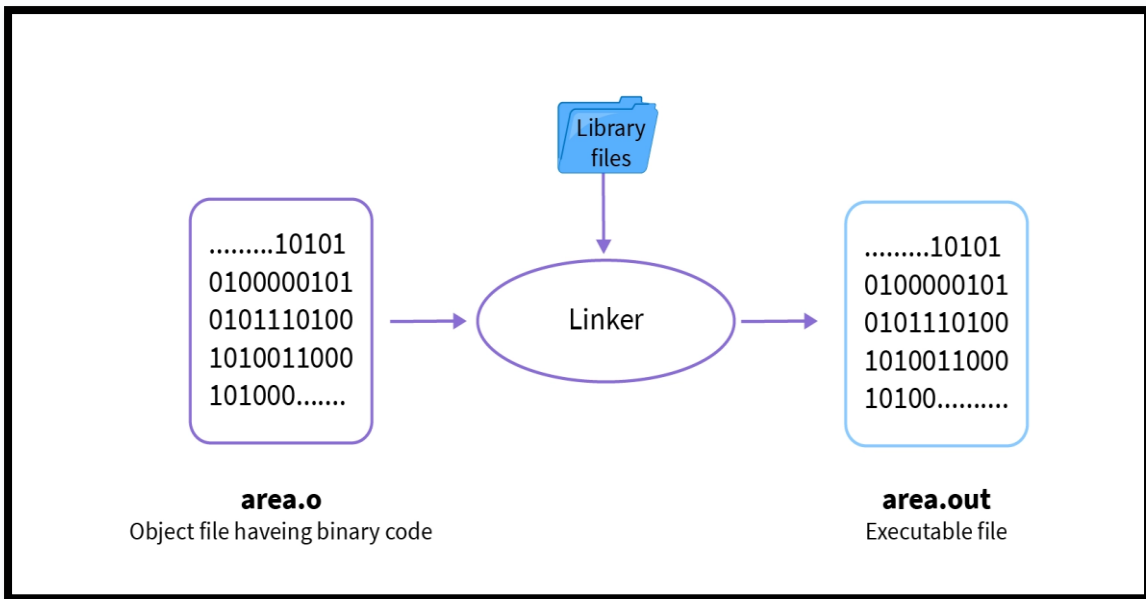 Library
files
.........10101
0100000101
0101110100
1010011000
101000.......
Linker
.........10101
0100000101
0101110100
1010011000
10100..........
area.o
Object file haveing binary code
area.out
Executable file